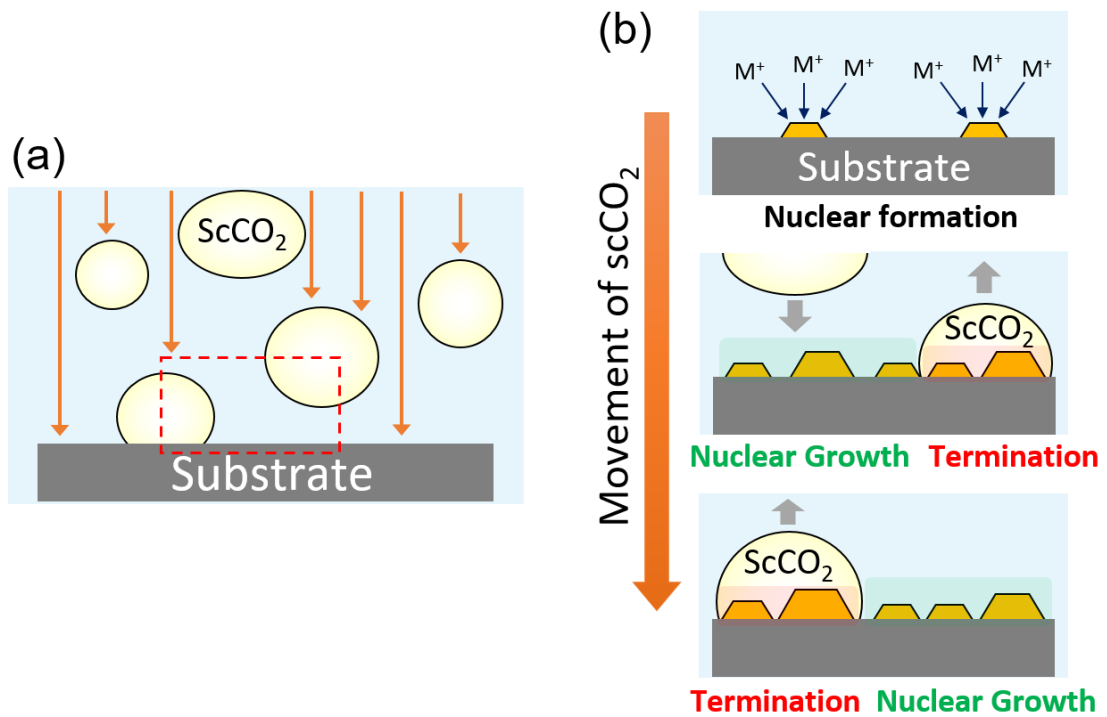 (a)
ScCO₂
Substrate
(b)
Movement of scCO₂
M⁺ M⁺ M⁺ M⁺ M⁺ M⁺
Substrate
Nuclear formation
ScCO₂
Nuclear Growth Termination
ScCO₂
Termination Nuclear Growth